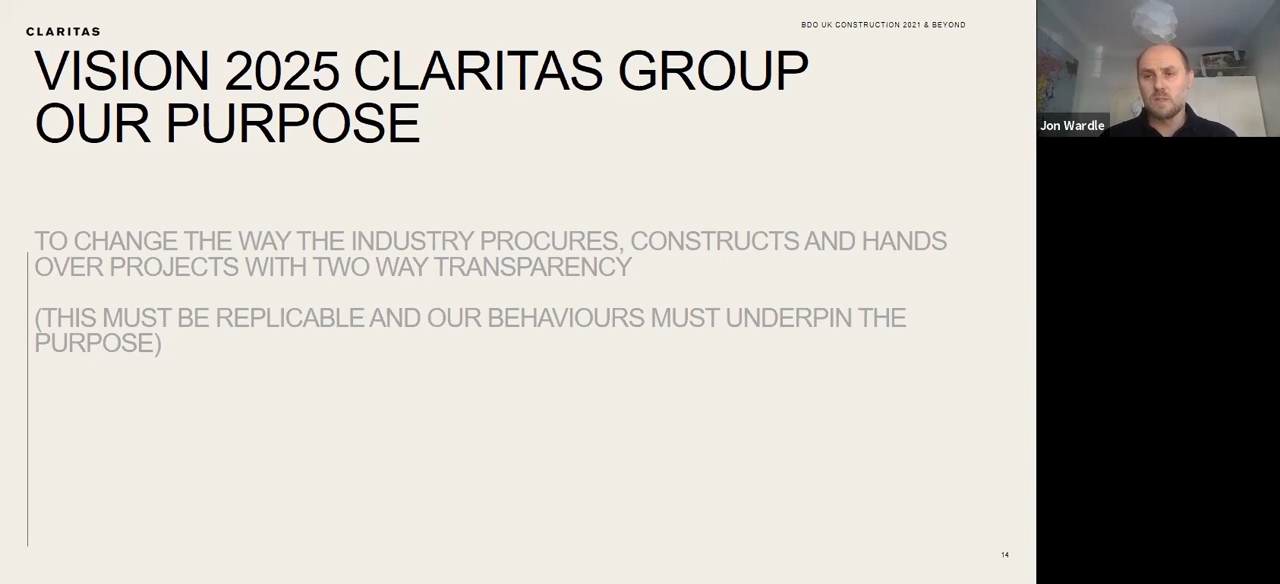 CLARITAS
BDO UK CONSTRUCTION 2021 & BEYOND
VISION 2025 CLARITAS GROUP
OUR PURPOSE
TO CHANGE THE WAY THE INDUSTRY PROCURES, CONSTRUCTS AND HANDS
OVER PROJECTS WITH TWO WAY TRANSPARENCY
(THIS MUST BE REPLICABLE AND OUR BEHAVIOURS MUST UNDERPIN THE
PURPOSE)
14
Jon Wardle